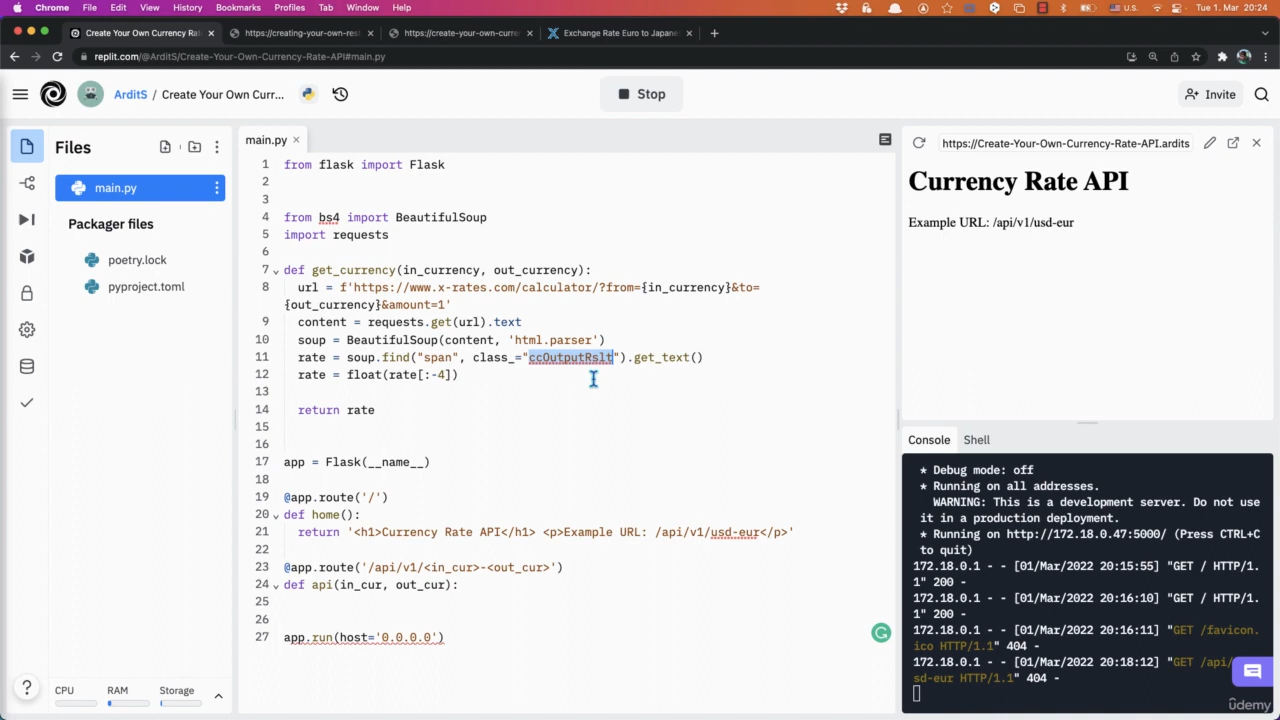 Chrome File Edit View History Bookmarks Profiles Tab Window Help U.S. Tue 1. Mar 20:24
Create Your Own Currency Ra × https://creating-your-own-res × https://create-your-own-curre × Exchange Rate Euro to Japane × +
replit.com/@ArditS/Create-Your-Own-Currency-Rate-API#main.py
ArditS / Create Your Own Curr... Stop Invite
Files
main.py
Packager files
poetry.lock
pyproject.toml
CPU RAM Storage
?
main.py ×
1 from flask import Flask
2
3
4 from bs4 import BeautifulSoup
5 import requests
6
7 def get_currency(in_currency, out_currency):
8 url = f'https://www.x-rates.com/calculator/?from={in_currency}&to=
{out_currency}&amount=1'
9 content = requests.get(url).text
10 soup = BeautifulSoup(content, 'html.parser')
11 rate = soup.find("span", class_="ccOutputRslt").get_text()
12 rate = float(rate[:-4])
13
14 return rate
15
16
17 app = Flask(__name__)
18
19 @app.route('/')
20 def home():
21 return '<h1>Currency Rate API</h1> <p>Example URL: /api/v1/usd-eur</p>'
22
23 @app.route('/api/v1/<in_cur>-<out_cur>')
24 def api(in_cur, out_cur):
25
26
27 app.run(host='0.0.0.0')
https://Create-Your-Own-Currency-Rate-API.ardits
Currency Rate API
Example URL: /api/v1/usd-eur
Console Shell
* Debug mode: off
* Running on all addresses.
WARNING: This is a development server. Do not use
it in a production deployment.
* Running on http://172.18.0.47:5000/ (Press CTRL+C
to quit)
172.18.0.1 - - [01/Mar/2022 20:15:55] "GET / HTTP/1.
1" 200 -
172.18.0.1 - - [01/Mar/2022 20:16:10] "GET / HTTP/1.
1" 200 -
172.18.0.1 - - [01/Mar/2022 20:16:11] "GET /favicon.
ico HTTP/1.1" 404 -
172.18.0.1 - - [01/Mar/2022 20:18:12] "GET /api/
sd-eur HTTP/1.1" 404 -
ûdemy